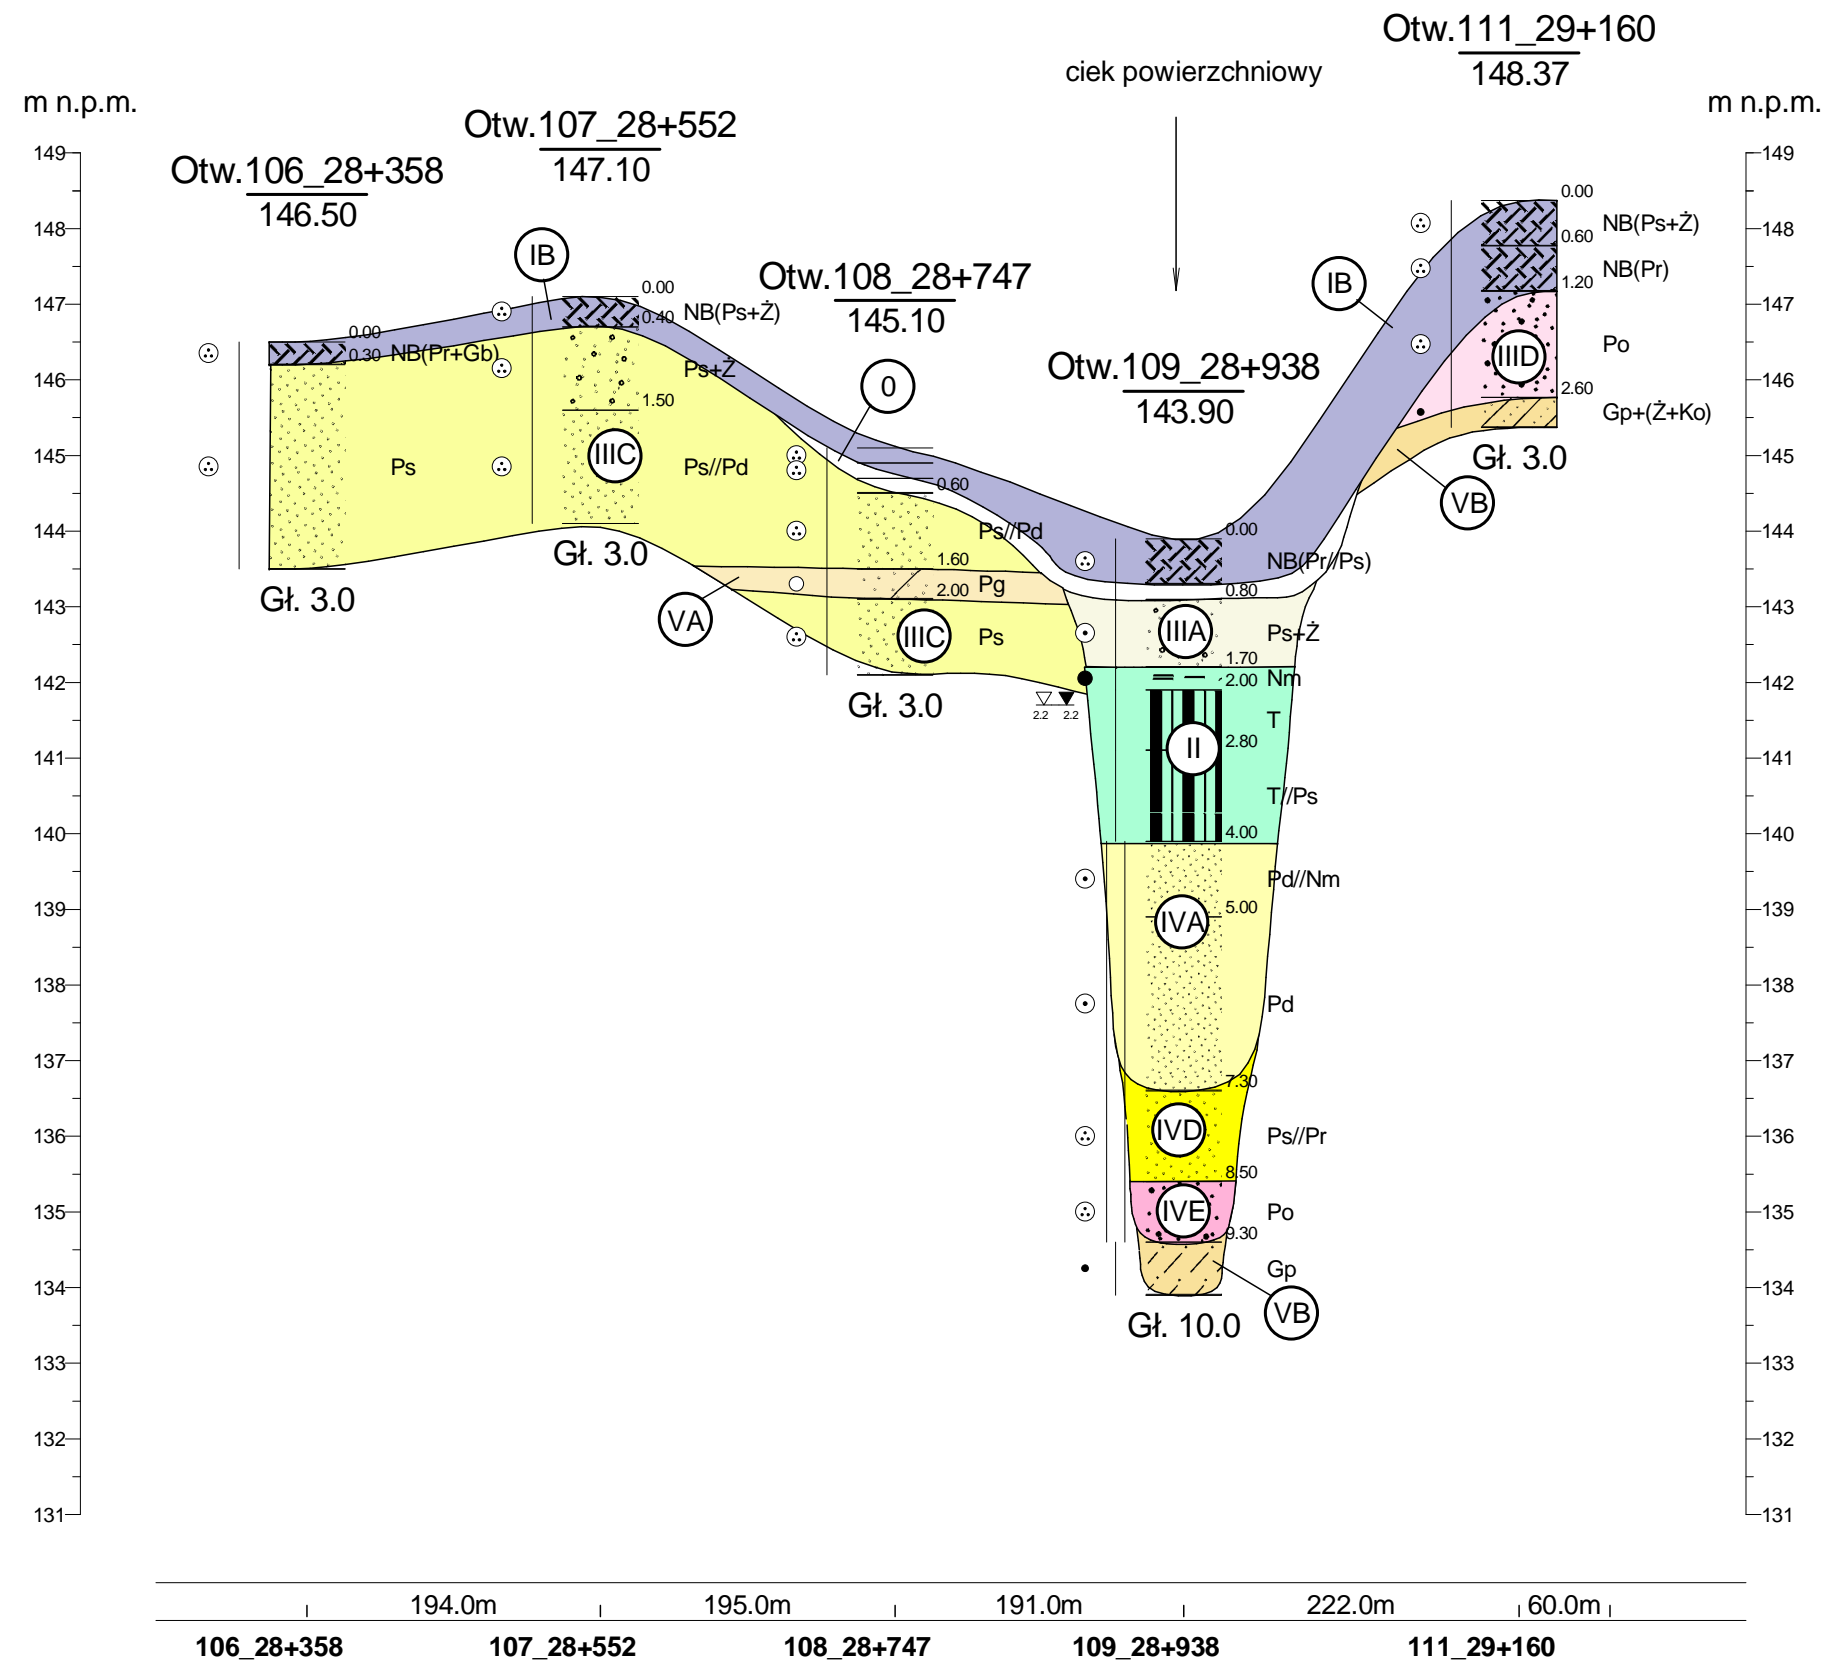 Otw.111_29+160
148.37
ciek powierzchniowy
m n.p.m.
m n.p.m.
Otw.107_28+552
147.10
Otw.106_28+358
146.50
Otw.108_28+747
145.10
Otw.109_28+938
143.90
149
148
147
146
145
144
143
142
141
140
139
138
137
136
135
134
133
132
131
IB
0.00
0.30
NB(Pr+Gb)
Ps
Gł. 3.0
0.00
0.40
NB(Ps+Ż)
Ps+Ż
1.50
IIIC
Ps//Pd
Gł. 3.0
VA
0
0.60
Ps//Pd
1.60
Pg
2.00
IIIC
Ps
Gł. 3.0
2.2
2.2
0.00
NB(Pr//Ps)
0.80
IIIA
Ps+Ż
1.70
Nm
2.00
T
II
2.80
T//Ps
4.00
Pd//Nm
5.00
IVA
Pd
7.30
IVD
Ps//Pr
8.50
IVE
Po
9.30
Gp
VB
Gł. 10.0
IB
0.00
NB(Ps+Ż)
0.60
NB(Pr)
1.20
Po
IIID
2.60
Gp+(Ż+Ko)
Gł. 3.0
VB
149
148
147
146
145
144
143
142
141
140
139
138
137
136
135
134
133
132
131
194.0m
195.0m
191.0m
222.0m
60.0m
106_28+358
107_28+552
108_28+747
109_28+938
111_29+160